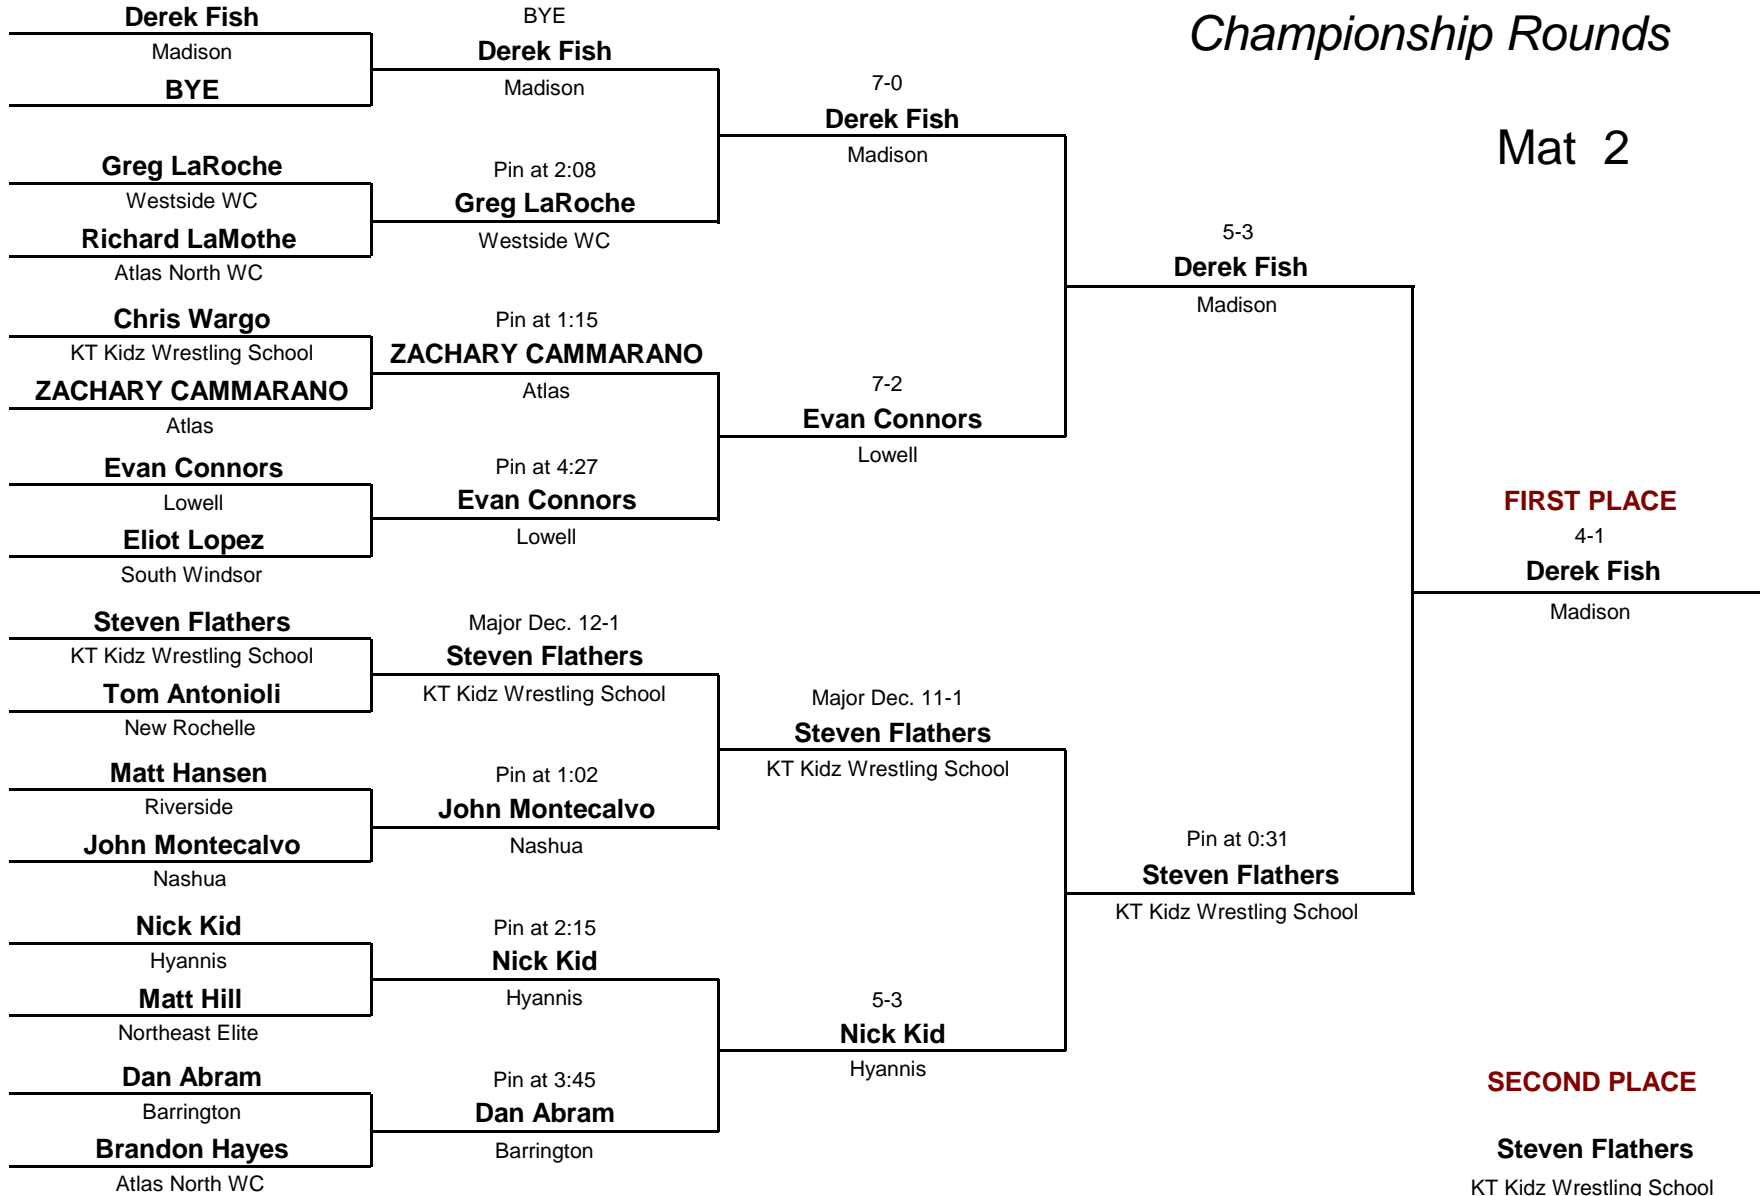 Championship Rounds
Mat 2
Derek Fish
Madison
BYE
Greg LaRoche
Westside WC
Richard LaMothe
Atlas North WC
Chris Wargo
KT Kidz Wrestling School
ZACHARY CAMMARANO
Atlas
Evan Connors
Lowell
Eliot Lopez
South Windsor
Steven Flathers
KT Kidz Wrestling School
Tom Antonioli
New Rochelle
Matt Hansen
Riverside
John Montecalvo
Nashua
Nick Kid
Hyannis
Matt Hill
Northeast Elite
Dan Abram
Barrington
Brandon Hayes
Atlas North WC
BYE
Derek Fish
Madison
Pin at 2:08
Greg LaRoche
Westside WC
Pin at 1:15
ZACHARY CAMMARANO
Atlas
Pin at 4:27
Evan Connors
Lowell
Major Dec. 12-1
Steven Flathers
KT Kidz Wrestling School
Pin at 1:02
John Montecalvo
Nashua
Pin at 2:15
Nick Kid
Hyannis
Pin at 3:45
Dan Abram
Barrington
7-0
Derek Fish
Madison
7-2
Evan Connors
Lowell
Major Dec. 11-1
Steven Flathers
KT Kidz Wrestling School
5-3
Nick Kid
Hyannis
5-3
Derek Fish
Madison
Pin at 0:31
Steven Flathers
KT Kidz Wrestling School
FIRST PLACE
4-1
Derek Fish
Madison
SECOND PLACE
Steven Flathers
KT Kidz Wrestling School